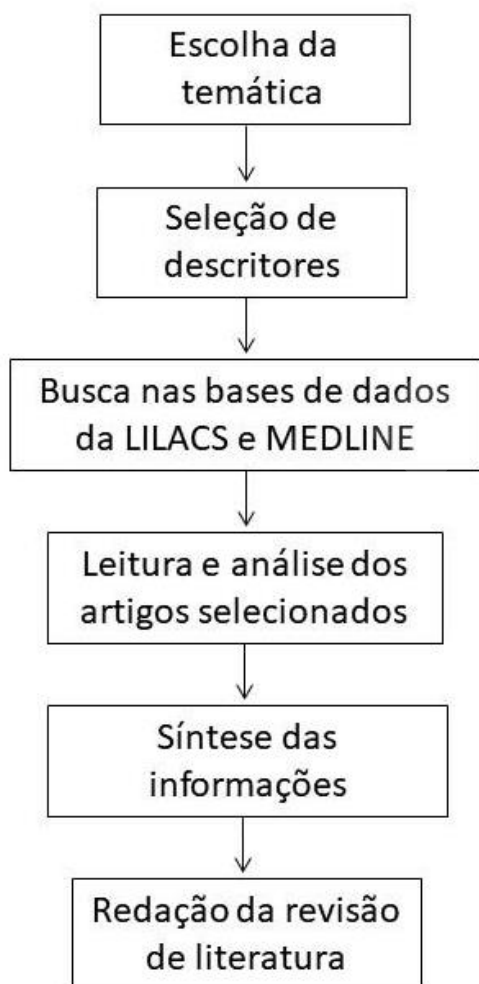 Escolha da
temática
Seleção de
descritores
Busca nas bases de dados
da LILACS e MEDLINE
Leitura e análise dos
artigos selecionados
Síntese das
informações
Redação da revisão
de literatura